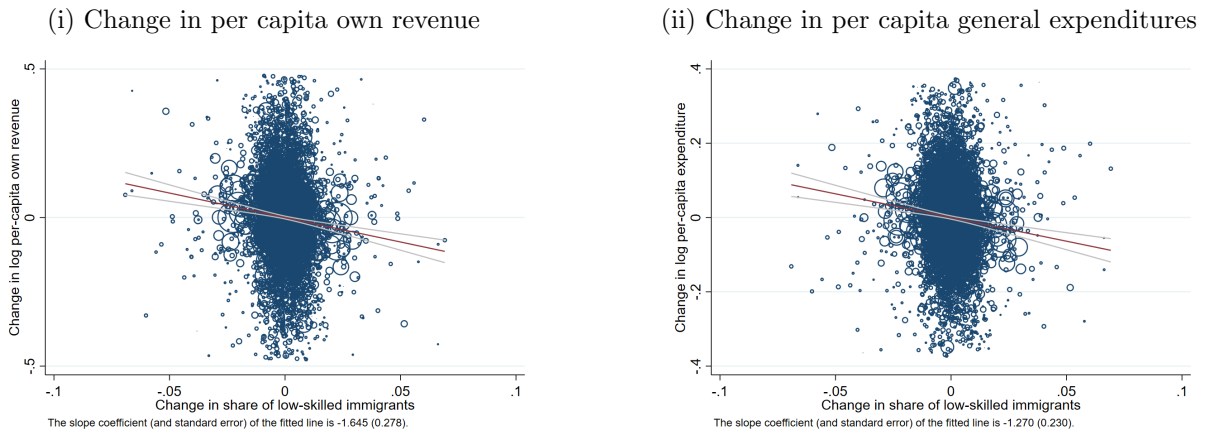 (i) Change in per capita own revenue
.5
0
-.5
Change in log per-capita own revenue
-.1
-.05
0
.05
.1
Change in share of low-skilled immigrants
The slope coefficient (and standard error) of the fitted line is -1.645 (0.278).
(ii) Change in per capita general expenditures
.4
.2
0
-.2
-.4
Change in log per-capita expenditure
-.1
-.05
0
.05
.1
Change in share of low-skilled immigrants
The slope coefficient (and standard error) of the fitted line is -1.270 (0.230).